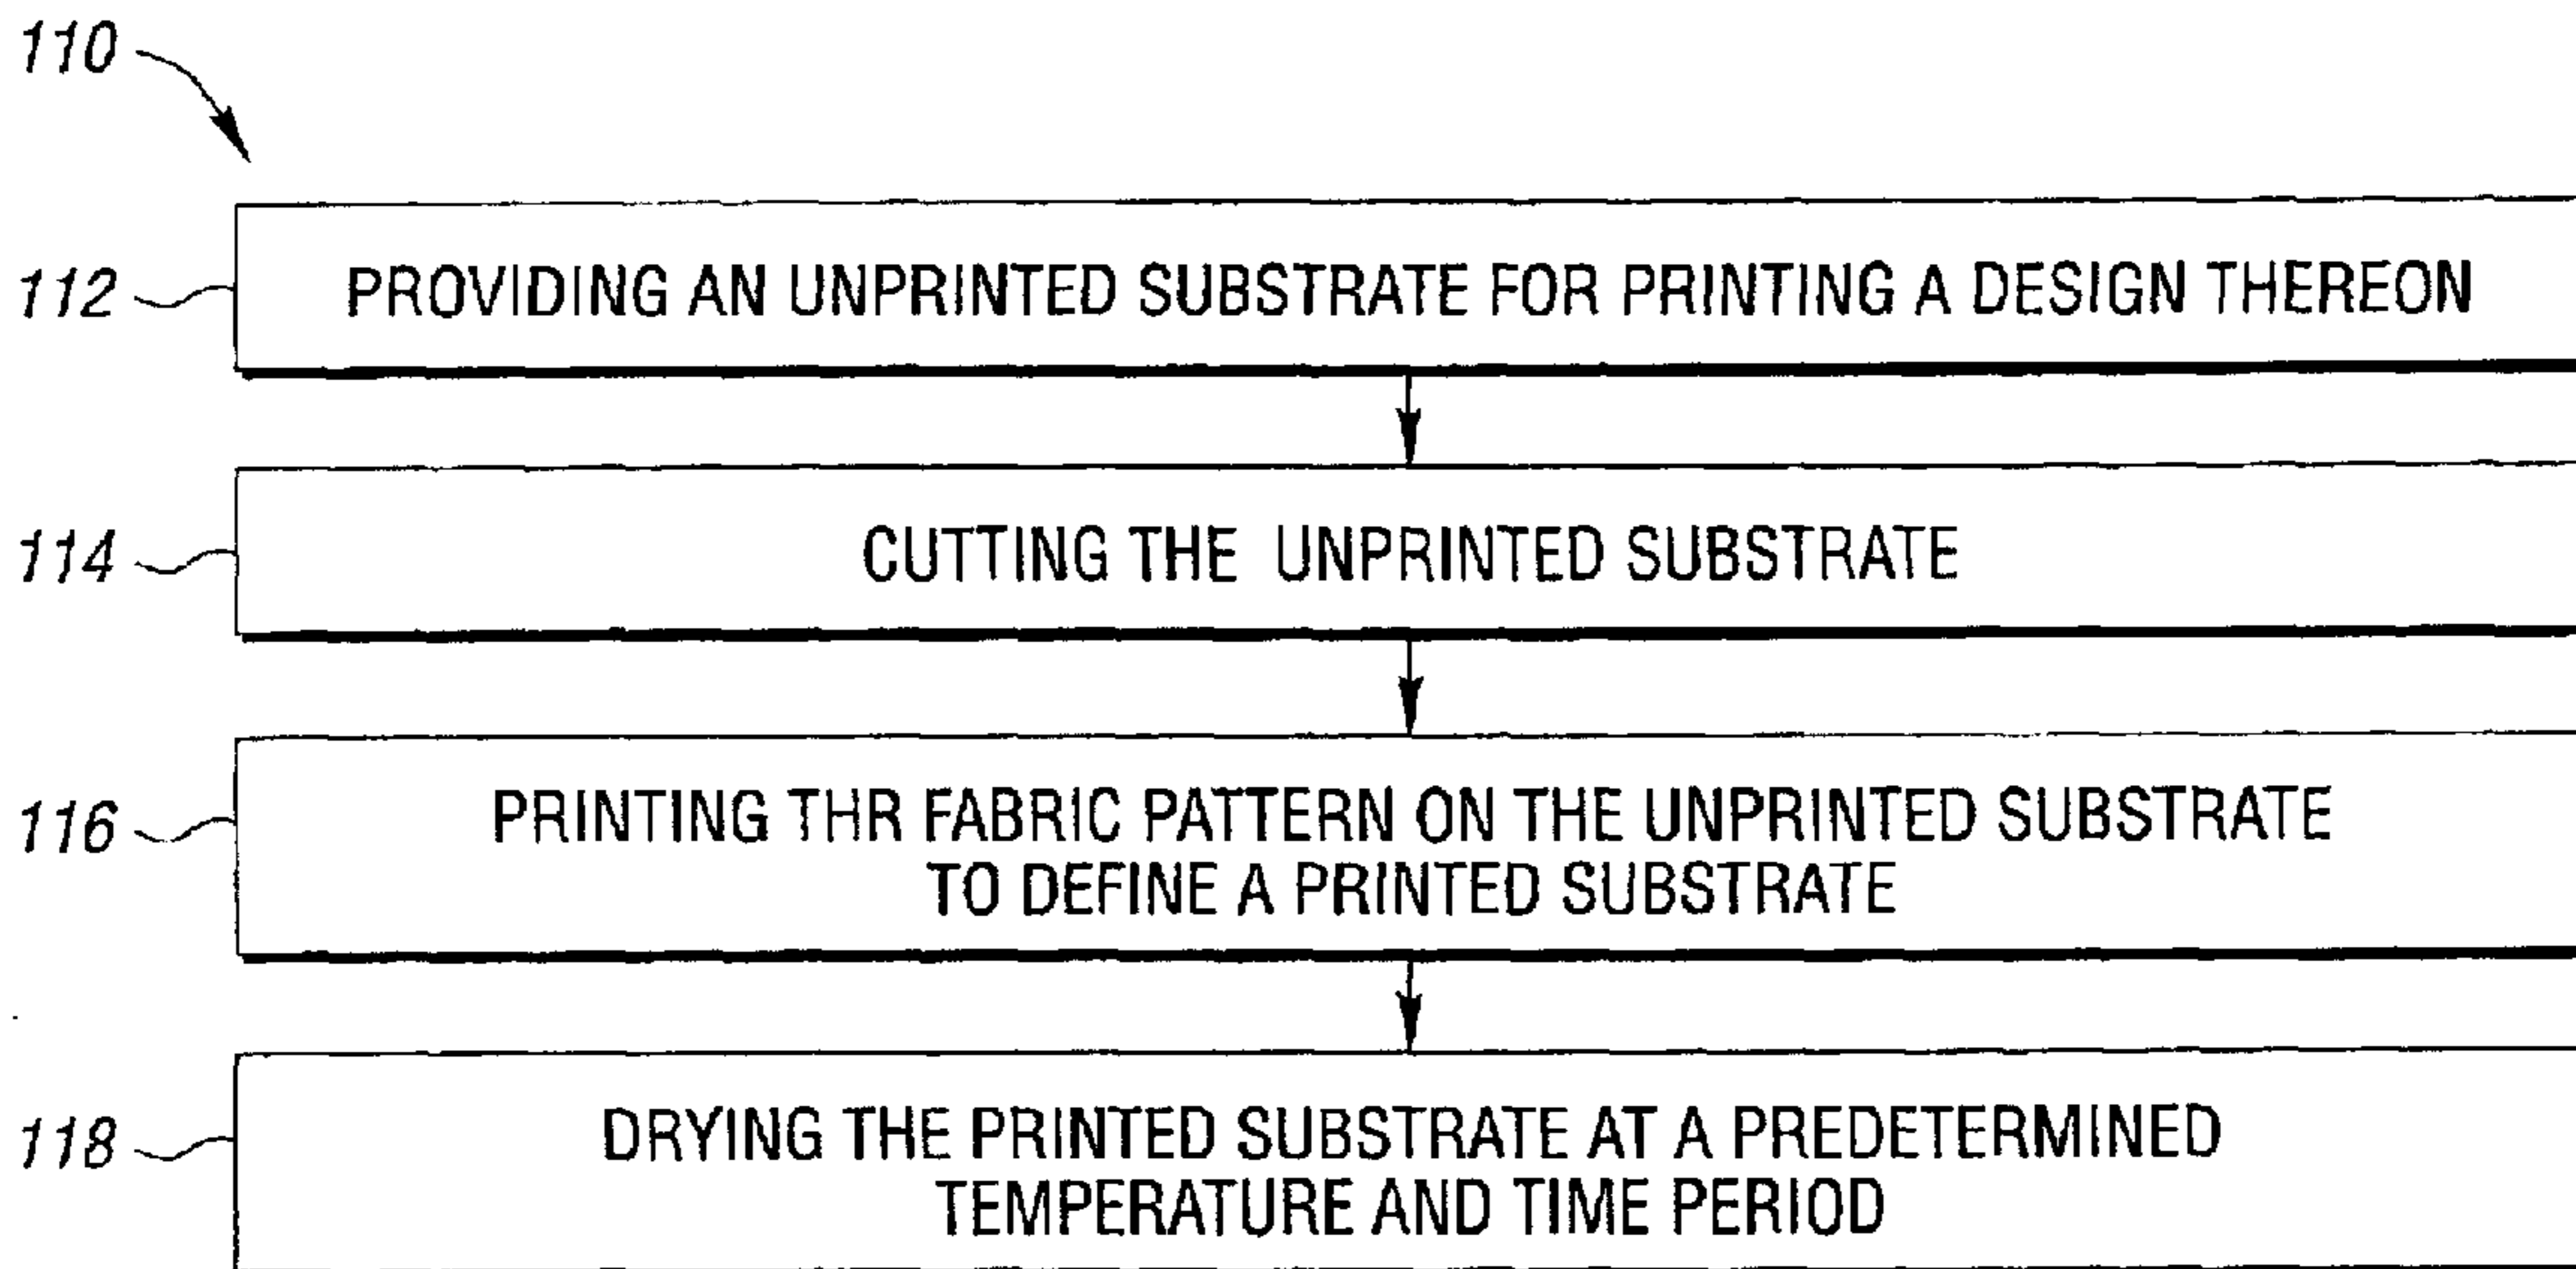 110
112 PROVIDING AN UNPRINTED SUBSTRATE FOR PRINTING A DESIGN THEREON
114 CUTTING THE UNPRINTED SUBSTRATE
116 PRINTING THR FABRIC PATTERN ON THE UNPRINTED SUBSTRATE
TO DEFINE A PRINTED SUBSTRATE
118 DRYING THE PRINTED SUBSTRATE AT A PREDETERMINED
TEMPERATURE AND TIME PERIOD